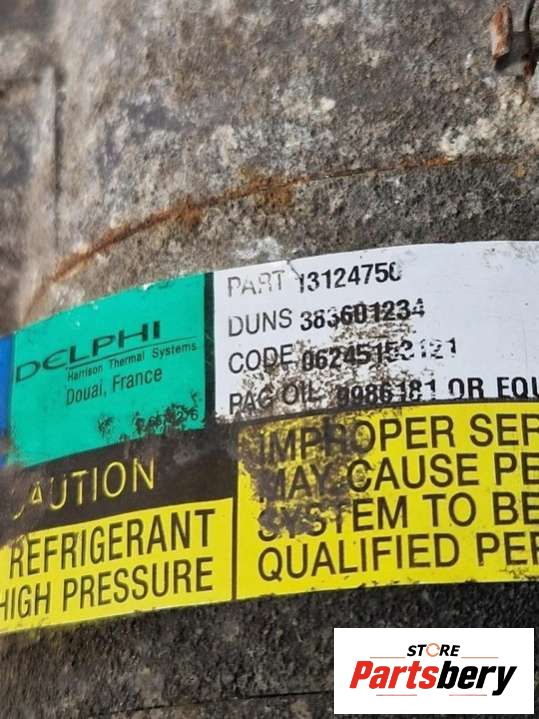 DELPHI
Harrison Thermal Systems
Douai, France
PART 13124750
DUNS 383601234
CODE 06245153121
PAG OIL 9986181 OR EQU
CAUTION
REFRIGERANT
HIGH PRESSURE
IMPROPER SER
MAY CAUSE PE
SYSTEM TO BE
QUALIFIED PER
STORE
Partsbery